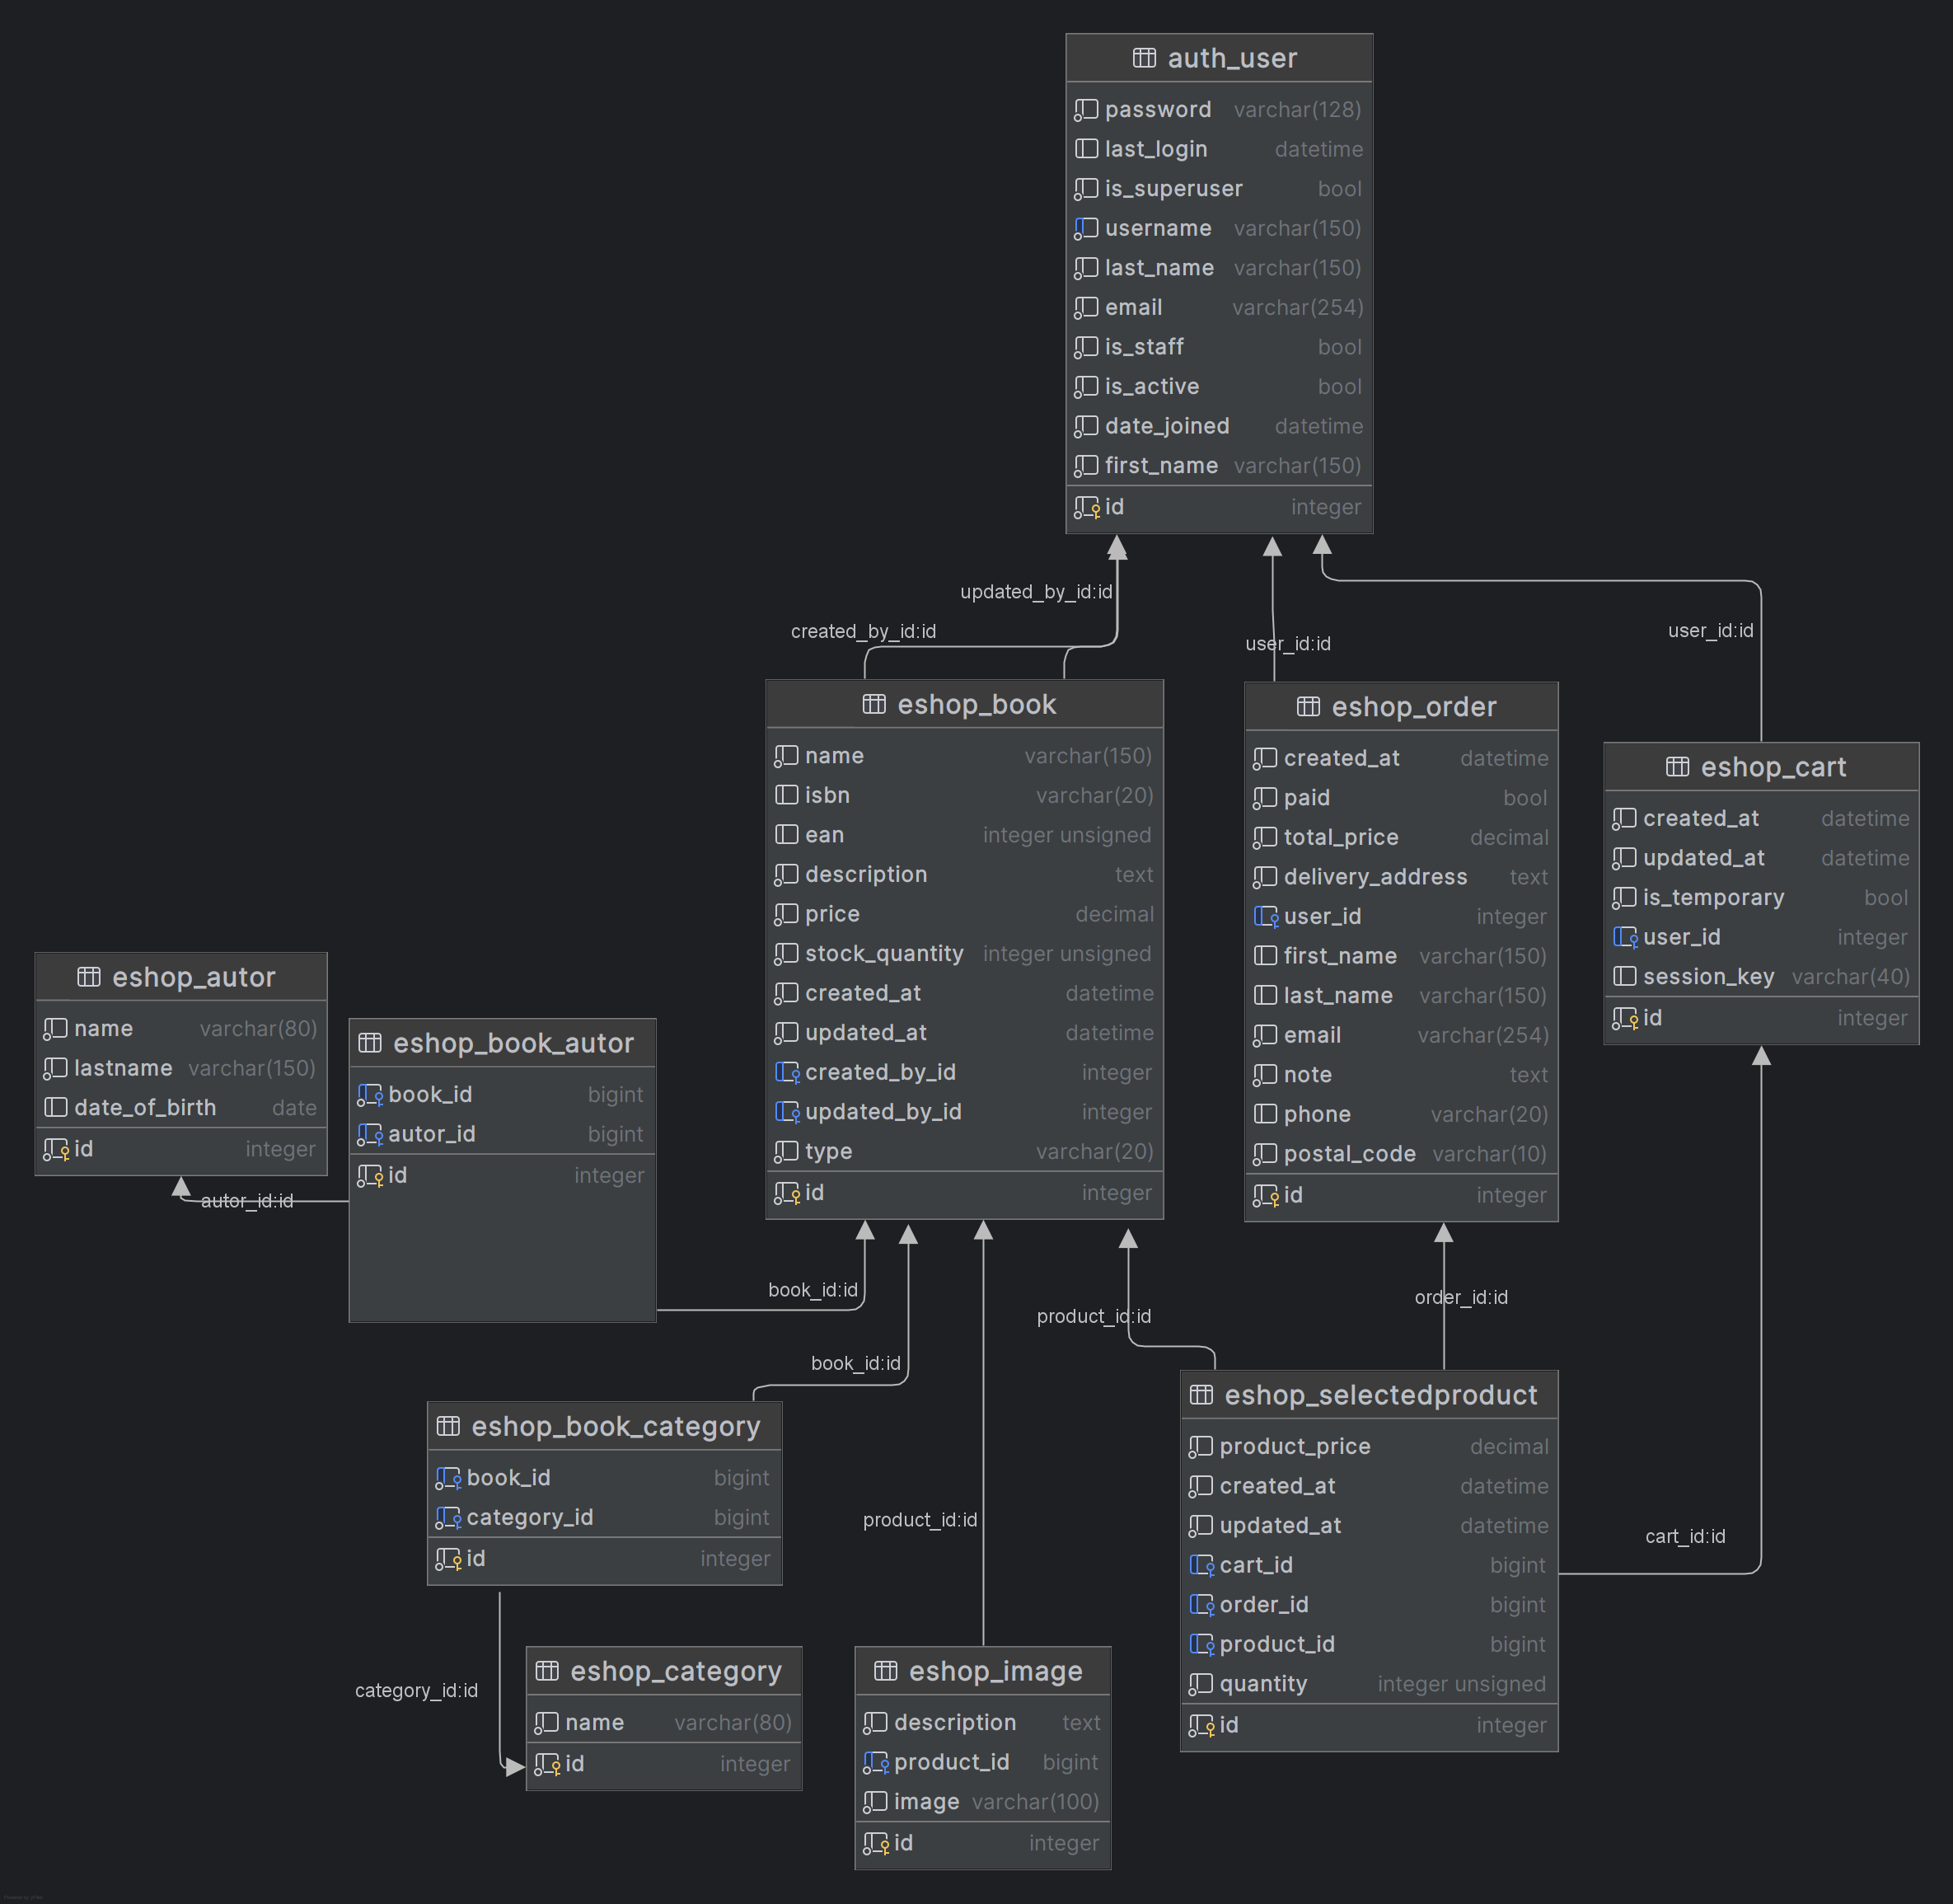 auth_user
password varchar(128)
last_login datetime
is_superuser bool
username varchar(150)
last_name varchar(150)
email varchar(254)
is_staff bool
is_active bool
date_joined datetime
first_name varchar(150)
id integer
updated_by_id:id
created_by_id:id
user_id:id
user_id:id
eshop_book
name varchar(150)
isbn varchar(20)
ean integer unsigned
description text
price decimal
stock_quantity integer unsigned
created_at datetime
updated_at datetime
created_by_id integer
updated_by_id integer
type varchar(20)
id integer
eshop_order
created_at datetime
paid bool
total_price decimal
delivery_address text
user_id integer
first_name varchar(150)
last_name varchar(150)
email varchar(254)
note text
phone varchar(20)
postal_code varchar(10)
id integer
eshop_cart
created_at datetime
updated_at datetime
is_temporary bool
user_id integer
session_key varchar(40)
id integer
eshop_autor
name varchar(80)
lastname varchar(150)
date_of_birth date
id integer
eshop_book_autor
book_id bigint
autor_id bigint
id integer
autor_id:id
book_id:id
book_id:id
product_id:id
order_id:id
eshop_book_category
book_id bigint
category_id bigint
id integer
eshop_selectedproduct
product_price decimal
created_at datetime
updated_at datetime
cart_id bigint
order_id bigint
product_id bigint
quantity integer unsigned
id integer
product_id:id
cart_id:id
category_id:id
eshop_category
name varchar(80)
id integer
eshop_image
description text
product_id bigint
image varchar(100)
id integer